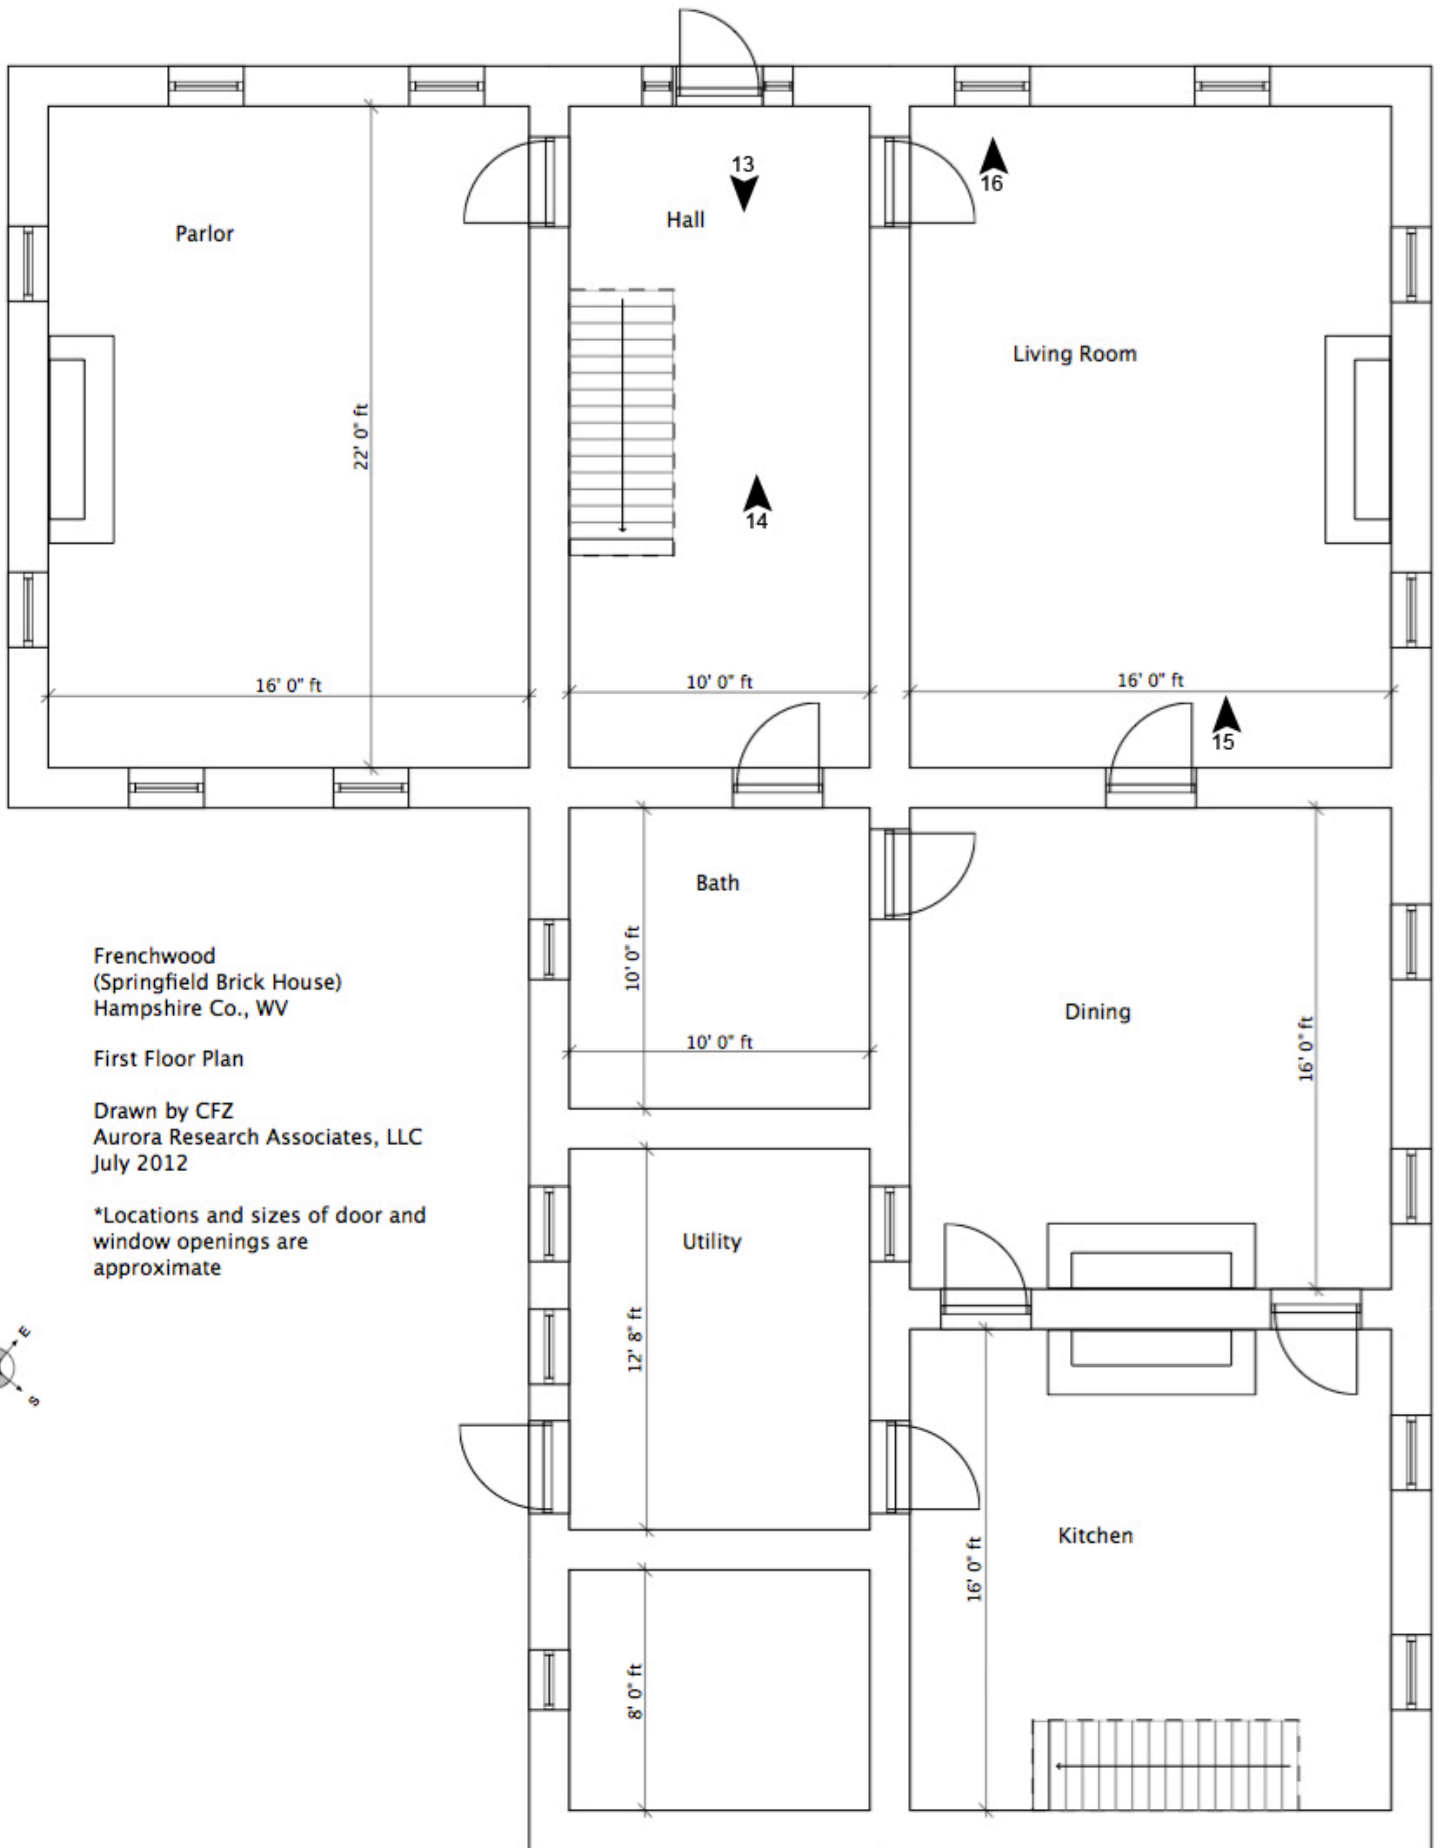 13
16
Hall
Parlor
Living Room
22' 0" ft
14
16' 0" ft
10' 0" ft
16' 0" ft
15
Bath
10' 0" ft
10' 0" ft
Dining
16' 0" ft
Frenchwood
(Springfield Brick House)
Hampshire Co., WV
First Floor Plan
Drawn by CFZ
Aurora Research Associates, LLC
July 2012
*Locations and sizes of door and
window openings are
approximate
Utility
12' 8" ft
E
S
Kitchen
16' 0" ft
8' 0" ft